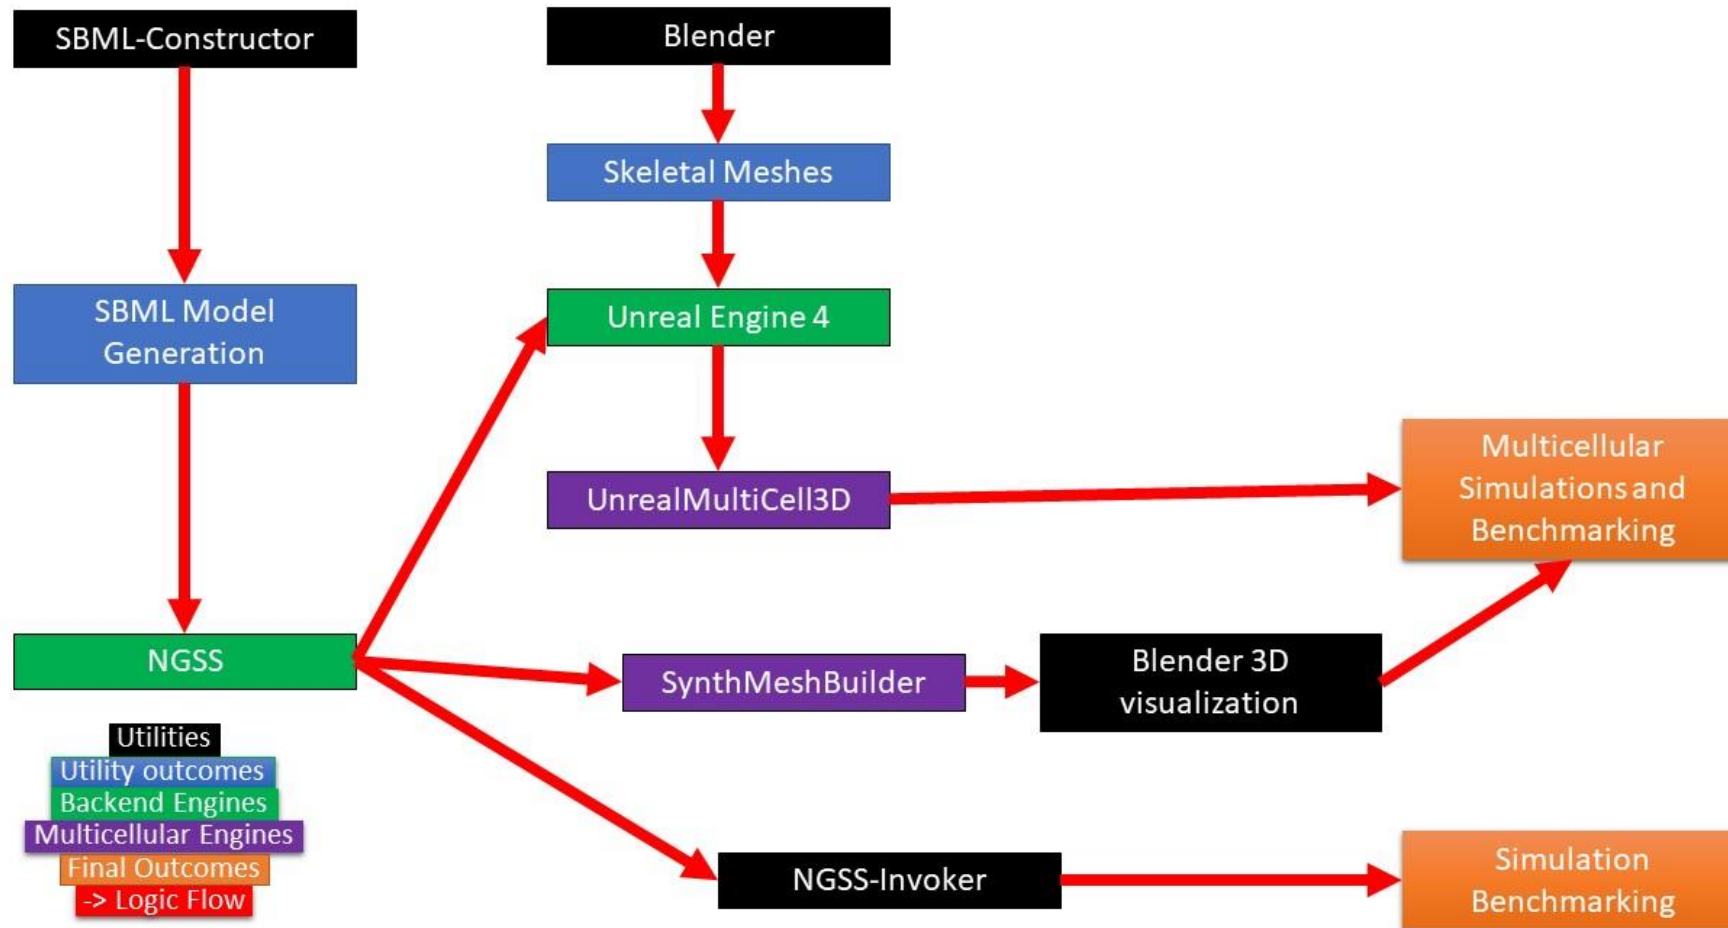 SBML-Constructor
Blender
Skeletal Meshes
SBML Model
Generation
Unreal Engine 4
UnrealMultiCell3D
Multicellular
Simulations and
Benchmarking
NGSS
SynthMeshBuilder
Blender 3D
visualization
Utilities
Utility outcomes
Backend Engines
Multicellular Engines
Final Outcomes
-> Logic Flow
NGSS-Invoker
Simulation
Benchmarking